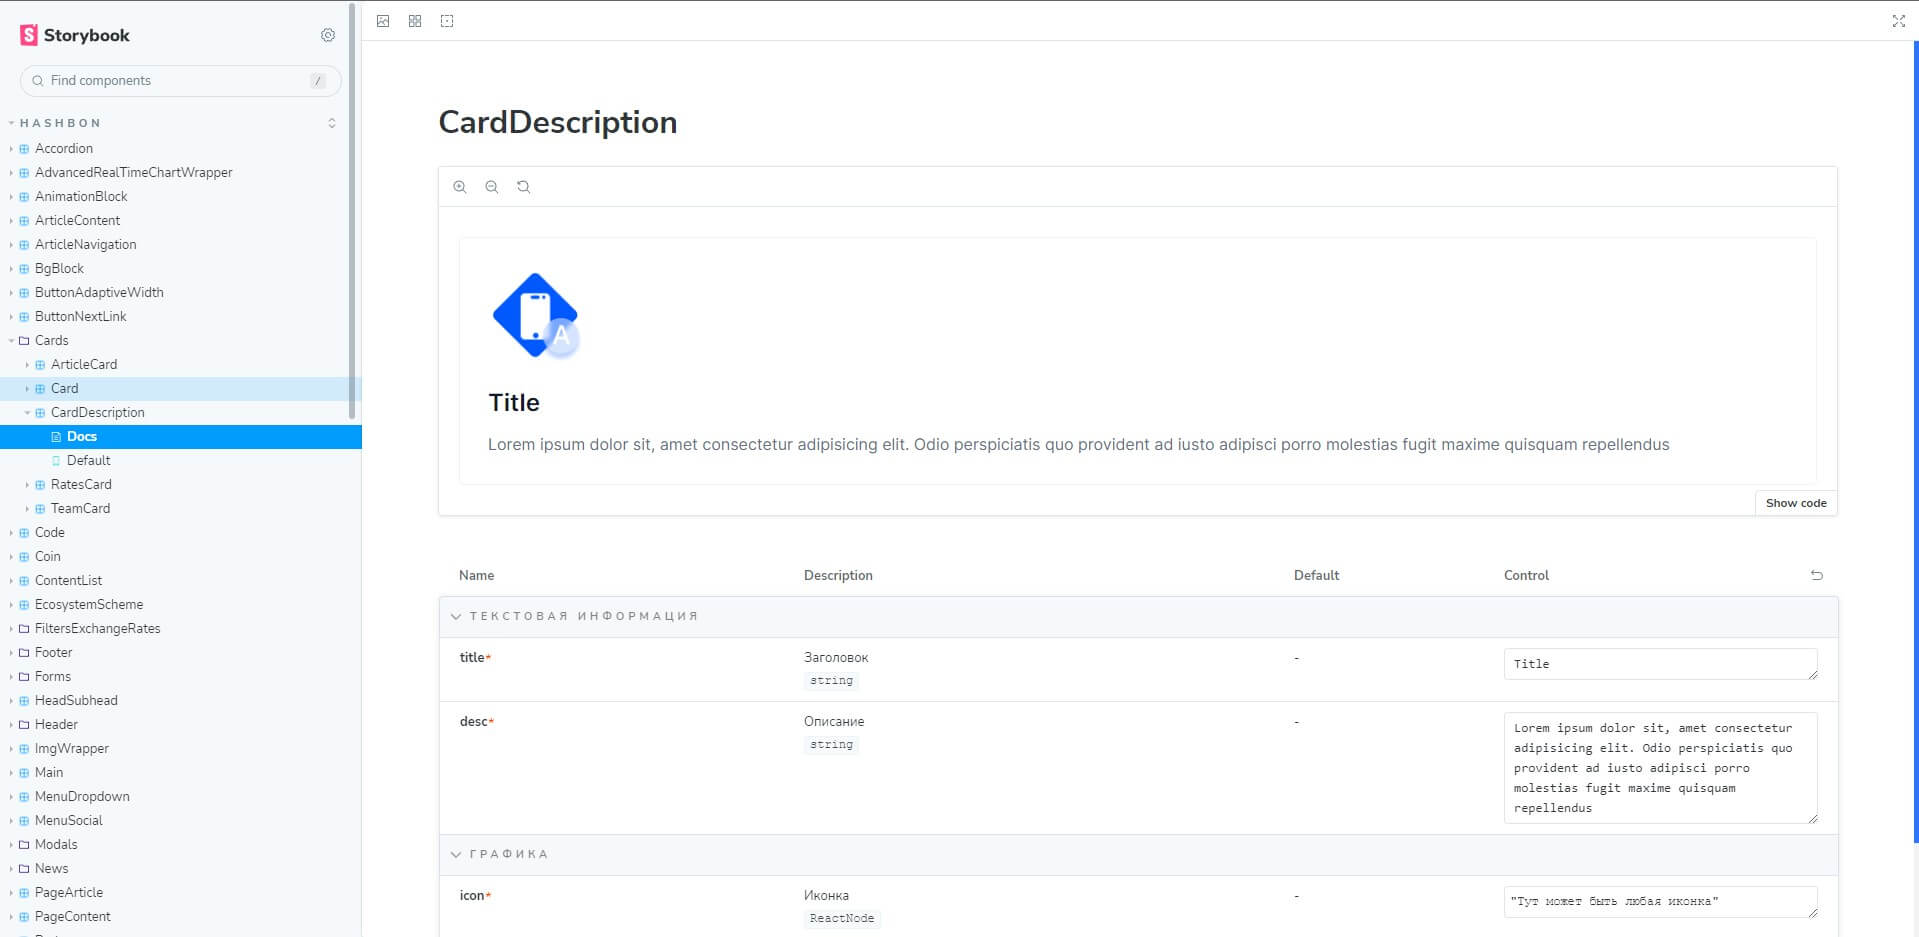 Storybook
Find components
/
HASHBON
Accordion
AdvancedRealTimeChartWrapper
AnimationBlock
ArticleContent
ArticleNavigation
BgBlock
ButtonAdaptiveWidth
ButtonNextLink
Cards
ArticleCard
Card
CardDescription
Docs
Default
RatesCard
TeamCard
Code
Coin
ContentList
EcosystemScheme
FiltersExchangeRates
Footer
Forms
HeadSubhead
Header
ImgWrapper
Main
MenuDropdown
MenuSocial
Modals
News
PageArticle
PageContent
CardDescription
A
Title
Lorem ipsum dolor sit, amet consectetur adipisicing elit. Odio perspiciatis quo provident ad iusto adipisci porro molestias fugit maxime quisquam repellendus
Show code
Name Description Default Control
ТЕКСТОВАЯ ИНФОРМАЦИЯ
title* Заголовок - Title
string
desc* Описание - Lorem ipsum dolor sit, amet consectetur
string adipisicing elit. Odio perspiciatis quo
provident ad iusto adipisci porro
molestias fugit maxime quisquam
repellendus
ГРАФИКА
icon* Иконка - "Тут может быть любая иконка"
ReactNode